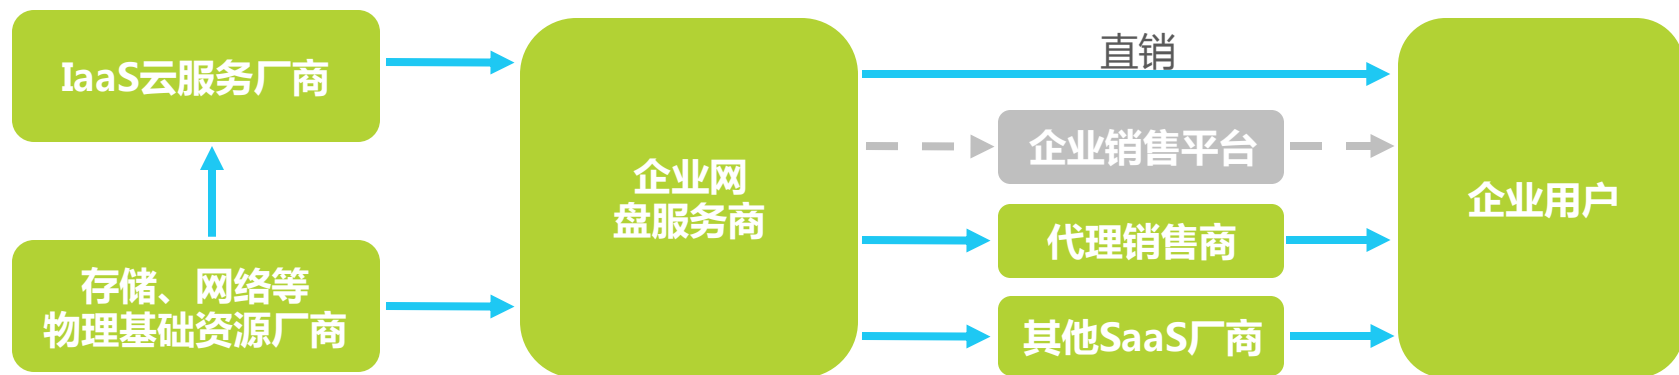 IaaS云服务厂商
存储、网络等
物理基础资源厂商
企业网
盘服务商
直销
企业销售平台
代理销售商
其他SaaS厂商
企业用户